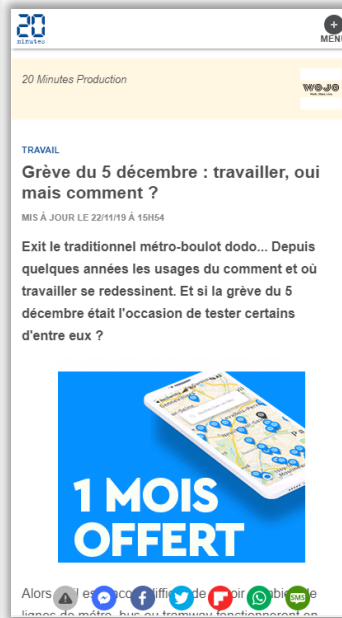 20
minutes
MENU
20 Minutes Production
WOJO
TRAVAIL
Grève du 5 décembre : travailler, oui
mais comment ?
MIS À JOUR LE 22/11/19 À 15H54
Exit le traditionnel métro-boulot dodo... Depuis
quelques années les usages du comment et où
travailler se redessinent. Et si la grève du 5
décembre était l'occasion de tester certains
d'entre eux ?
1 MOIS
OFFERT
Alors
de
SMS
lignes de métro, bus ou tramway fonctionneront en